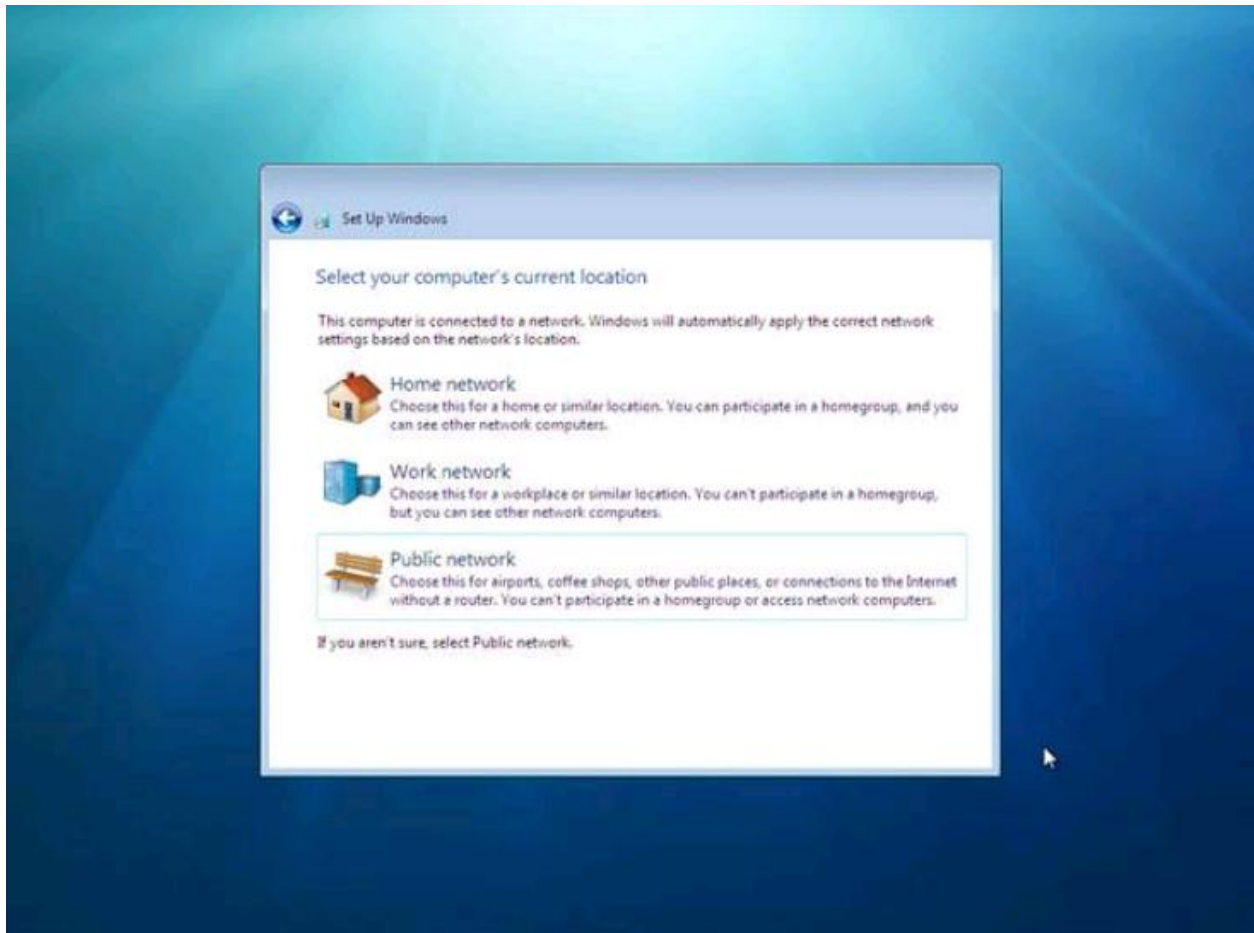 Set Up Windows
Select your computer's current location
This computer is connected to a network. Windows will automatically apply the correct network
settings based on the network's location.
Home network
Choose this for a home or similar location. You can participate in a homegroup, and you
can see other network computers.
Work network
Choose this for a workplace or similar location. You can't participate in a homegroup,
but you can see other network computers.
Public network
Choose this for airports, coffee shops, other public places, or connections to the Internet
without a router. You can't participate in a homegroup or access network computers.
If you aren't sure, select Public network.